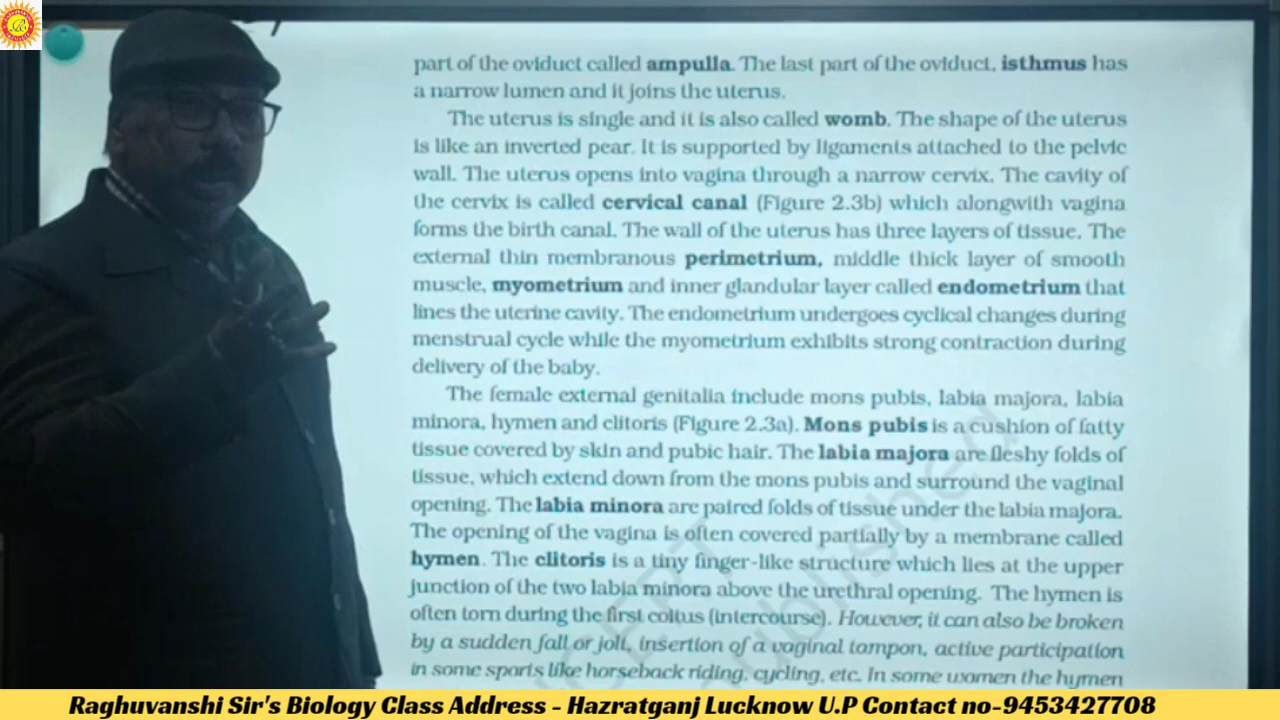 part of the oviduct called ampulla. The last part of the oviduct, isthmus has
a narrow lumen and it joins the uterus.
The uterus is single and it is also called womb. The shape of the uterus
is like an inverted pear. It is supported by ligaments attached to the pelvic
wall. The uterus opens into vagina through a narrow cervix. The cavity of
the cervix is called cervical canal (Figure 2.3b) which alongwith vagina
forms the birth canal. The wall of the uterus has three layers of tissue. The
external thin membranous perimetrium, middle thick layer of smooth
muscle, myometrium and inner glandular layer called endometrium that
lines the uterine cavity. The endometrium undergoes cyclical changes during
menstrual cycle while the myometrium exhibits strong contraction during
delivery of the baby.
The female external genitalia include mons pubis, labia majora, labia
minora, hymen and clitoris (Figure 2.3a). Mons pubis is a cushion of fatty
tissue covered by skin and pubic hair. The labia majora are fleshy folds of
tissue, which extend down from the mons pubis and surround the vaginal
opening. The labia minora are paired folds of tissue under the labia majora.
The opening of the vagina is often covered partially by a membrane called
hymen. The clitoris is a tiny finger-like structure which lies at the upper
junction of the two labia minora above the urethral opening. The hymen is
often torn during the first coitus (intercourse). However, it can also be broken
by a sudden fall or jolt, insertion of a vaginal tampon, active participation
in some sports like horseback riding, cycling, etc. In some women the hymen
Raghuvanshi Sir's Biology Class Address - Hazratganj Lucknow U.P Contact no-9453427708